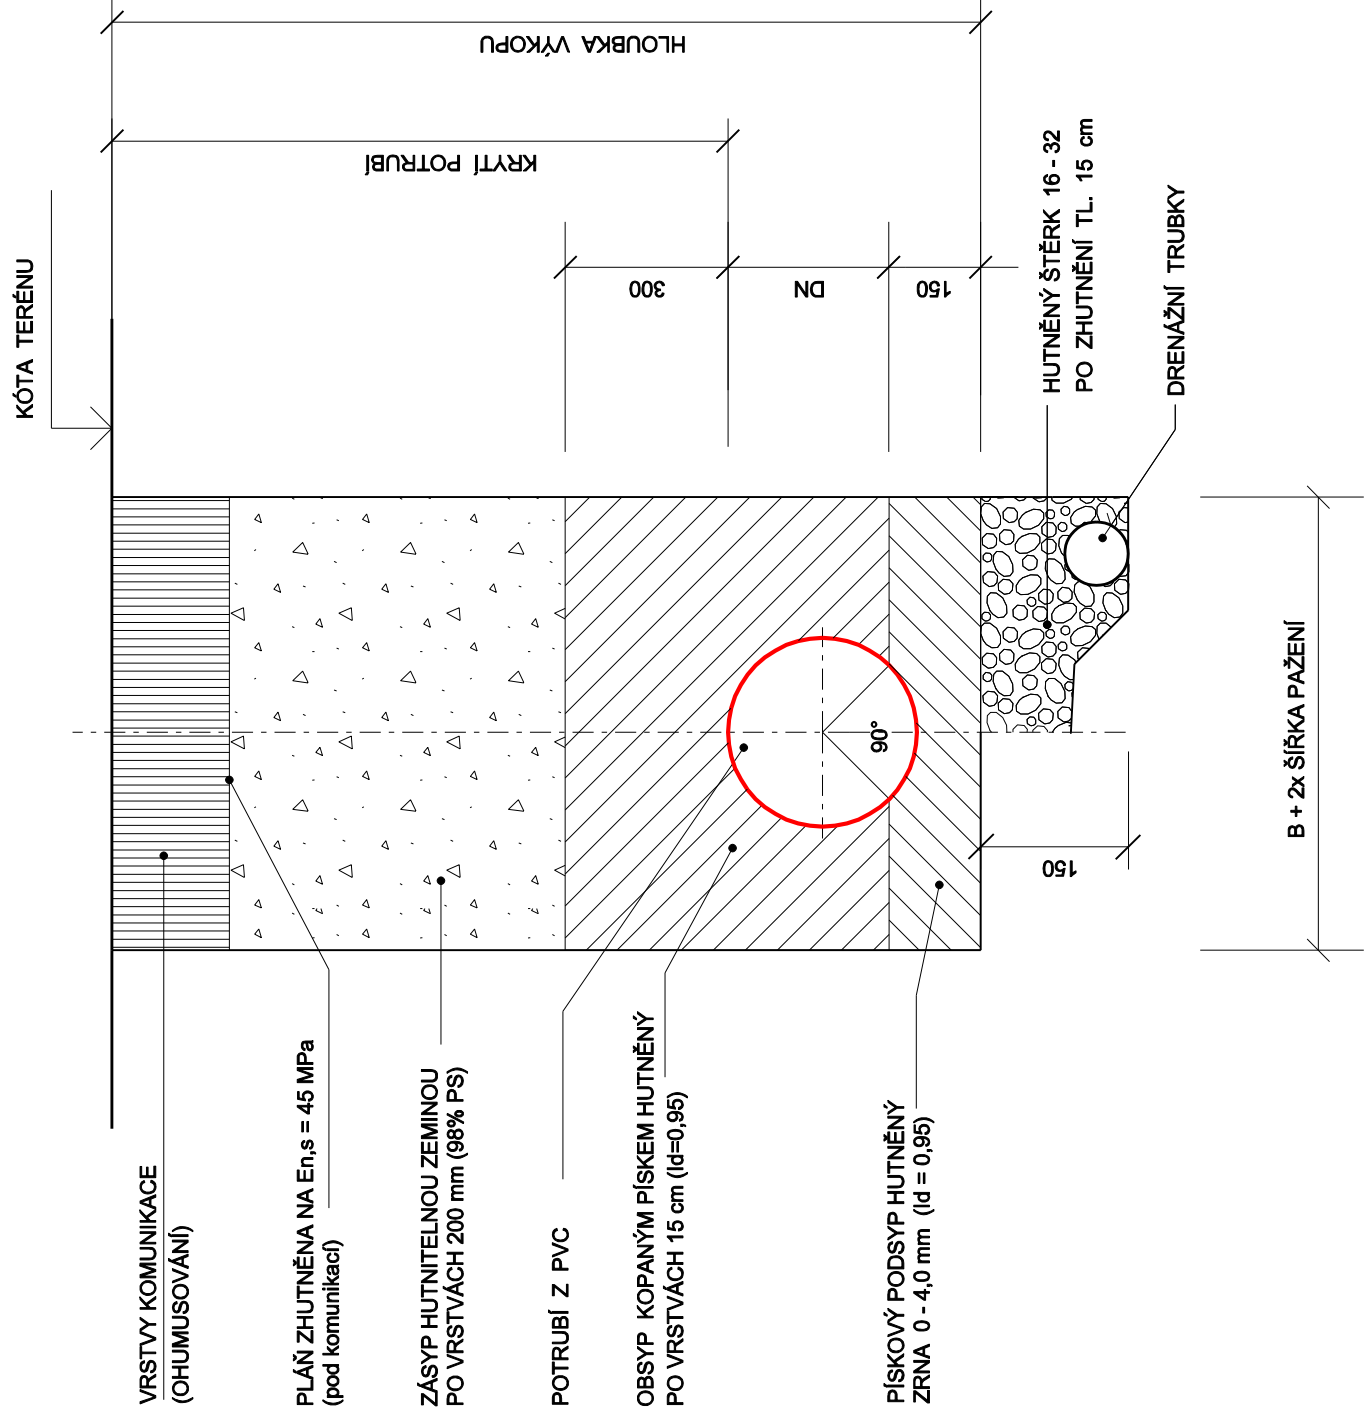 KÓTA TERÉNU
HLOUBKA VÝKOPU
KRYTÍ POTRUBÍ
300
DN
150
HUTNĚNÝ ŠTĚRK 16 - 32
PO ZHUTNĚNÍ TL. 15 cm
DRENÁŽNÍ TRUBKY
90°
150
B + 2x ŠÍŘKA PAŽENÍ
VRSTVY KOMUNIKACE
(OHUMUSOVÁNÍ)
PLÁŇ ZHUTNĚNA NA En,s = 45 MPa
(pod komunikací)
ZÁSYP HUTNITELNOU ZEMINOU
PO VRSTVÁCH 200 mm (98% PS)
POTRUBÍ Z PVC
OBSYP KOPANÝM PÍSKEM HUTNĚNÝ
PO VRSTVÁCH 15 cm (Id=0,95)
PÍSKOVÝ PODSYP HUTNĚNÝ
ZRNA 0 - 4,0 mm (Id = 0,95)